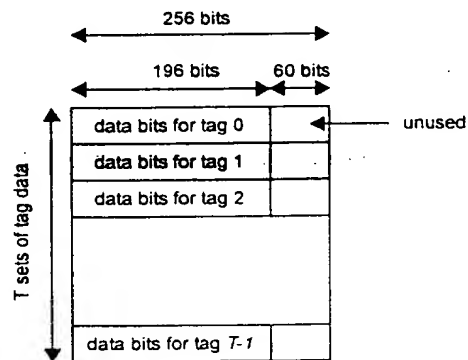 256 bits
196 bits 60 bits
data bits for tag 0 unused
data bits for tag 1
data bits for tag 2
T sets of tag data
data bits for tag T-1